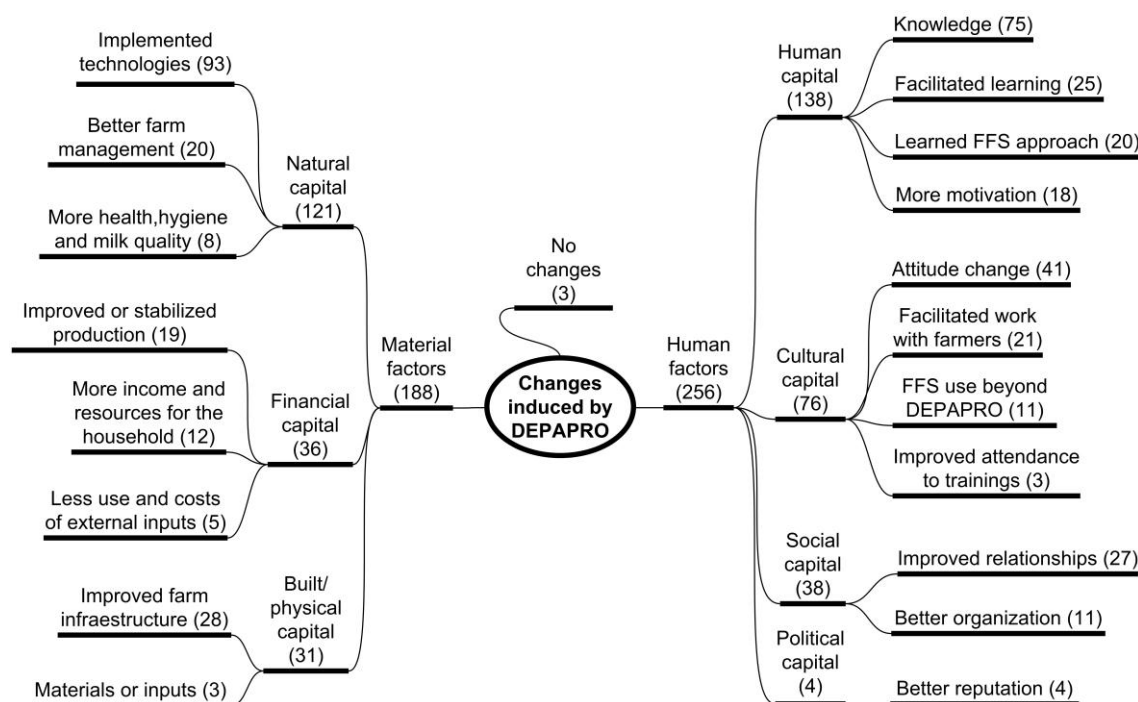 Implemented
technologies (93)
Better farm
management (20)
More health,hygiene
and milk quality (8)
Natural
capital
(121)
Improved or stabilized
production (19)
More income and
resources for the
household (12)
Less use and costs
of external inputs (5)
Financial
capital
(36)
Improved farm
infraestructure (28)
Materials or inputs (3)
Built/
physical
capital
(31)
Material
factors
(188)
No
changes
(3)
Changes
induced by
DEPAPRO
Human
factors
(256)
Human
capital
(138)
Knowledge (75)
Facilitated learning (25)
Learned FFS approach (20)
More motivation (18)
Cultural
capital
(76)
Attitude change (41)
Facilitated work
with farmers (21)
FFS use beyond
DEPAPRO (11)
Improved attendance
to trainings (3)
Social
capital
(38)
Improved relationships (27)
Better organization (11)
Political
capital
(4)
Better reputation (4)